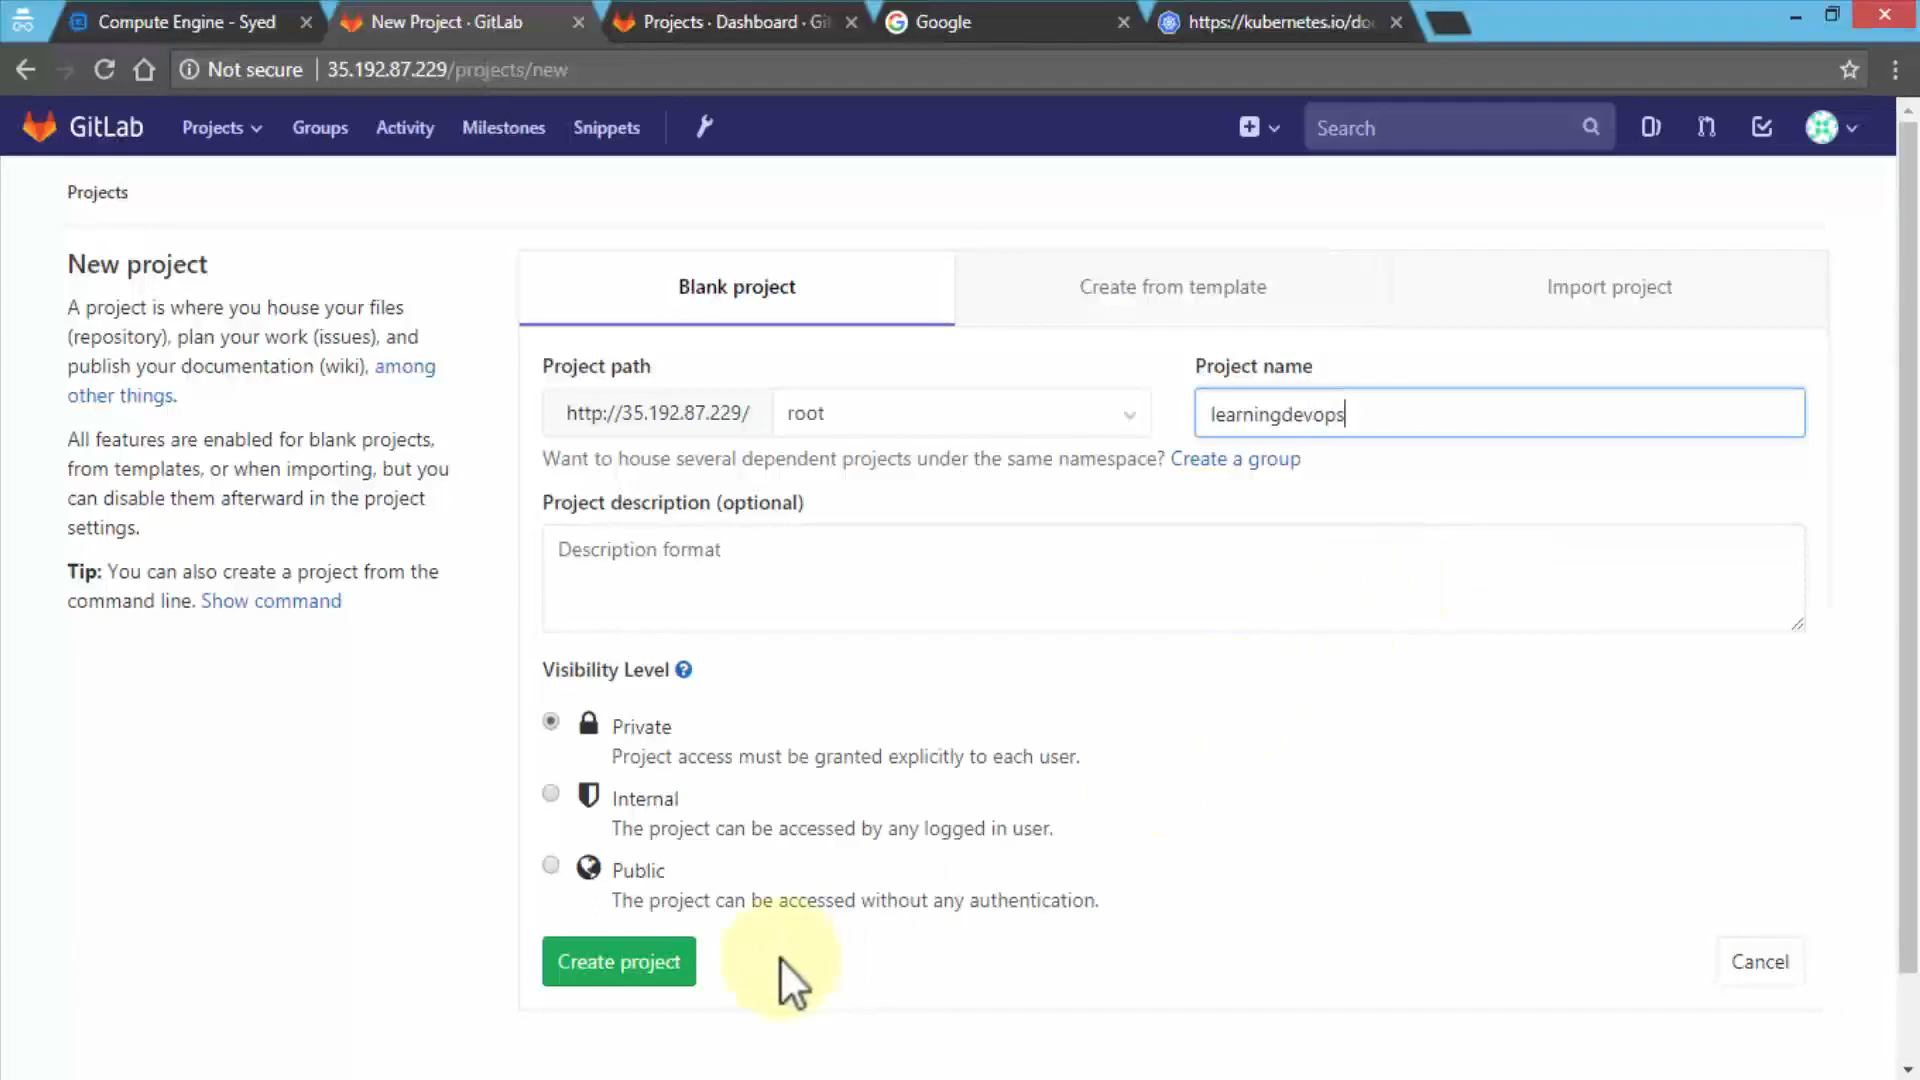 Compute Engine - Syed
New Project · GitLab
Projects · Dashboard · Git
Google
https://kubernetes.io/doc
Not secure
35.192.87.229/projects/new
GitLab
Projects
Groups
Activity
Milestones
Snippets
Search
Projects
New project
A project is where you house your files
(repository), plan your work (issues), and
publish your documentation (wiki), among
other things.
All features are enabled for blank projects,
from templates, or when importing, but you
can disable them afterward in the project
settings.
Tip: You can also create a project from the
command line. Show command
Blank project
Create from template
Import project
Project path
Project name
http://35.192.87.229/
root
learningdevops
Want to house several dependent projects under the same namespace? Create a group
Project description (optional)
Description format
Visibility Level
Private
Project access must be granted explicitly to each user.
Internal
The project can be accessed by any logged in user.
Public
The project can be accessed without any authentication.
Create project
Cancel